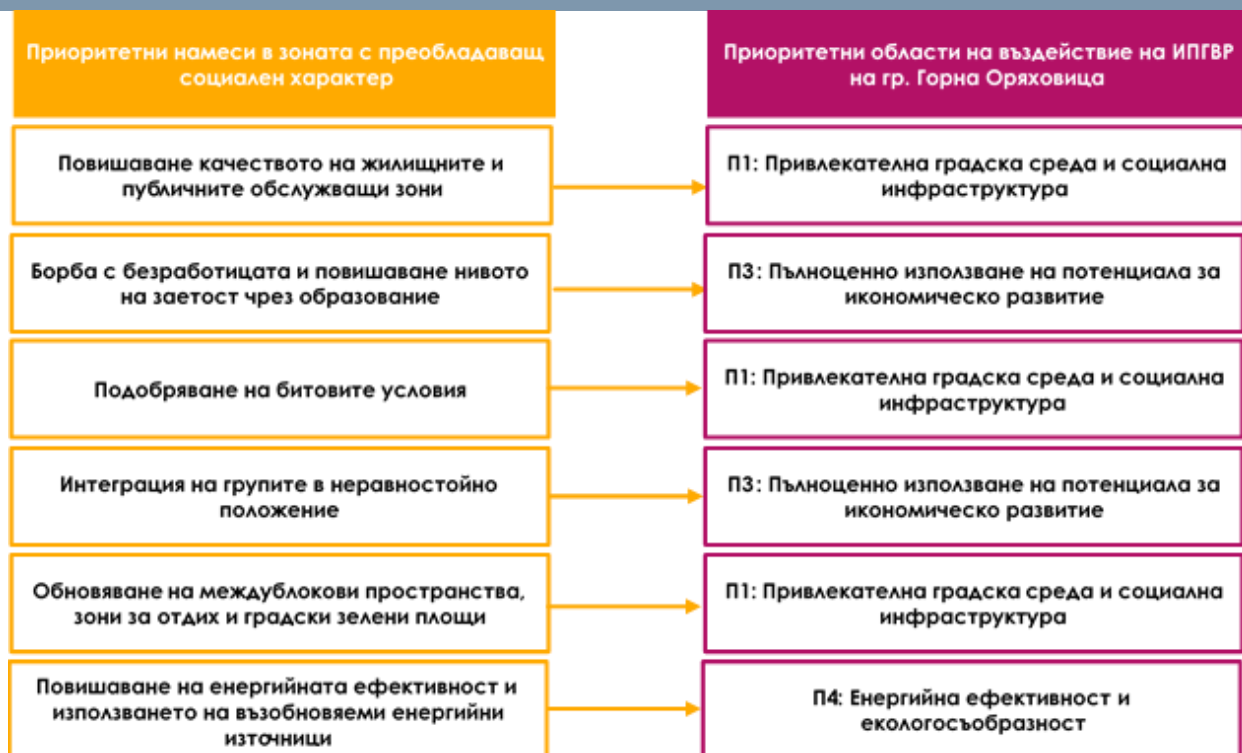 Приоритетни намеси в зоната с преобладаващ
социален характер
Приоритетни области на въздействие на ИПГВР
на гр. Горна Оряховица
Повишаване качеството на жилищните и
публичните обслужващи зони
П1: Привлекателна градска среда и социална
инфраструктура
Борба с безработицата и повишаване нивото
на заетост чрез образование
П3: Пълноценно използване на потенциала за
икономическо развитие
Подобряване на битовите условия
П1: Привлекателна градска среда и социална
инфраструктура
Интеграция на групите в неравностойно
положение
П3: Пълноценно използване на потенциала за
икономическо развитие
Обновяване на междублокови пространства,
зони за отдих и градски зелени площи
П1: Привлекателна градска среда и социална
инфраструктура
Повишаване на енергийната ефективност и
използването на възобновяеми енергийни
източници
П4: Енергийна ефективност и
екологосъобразност